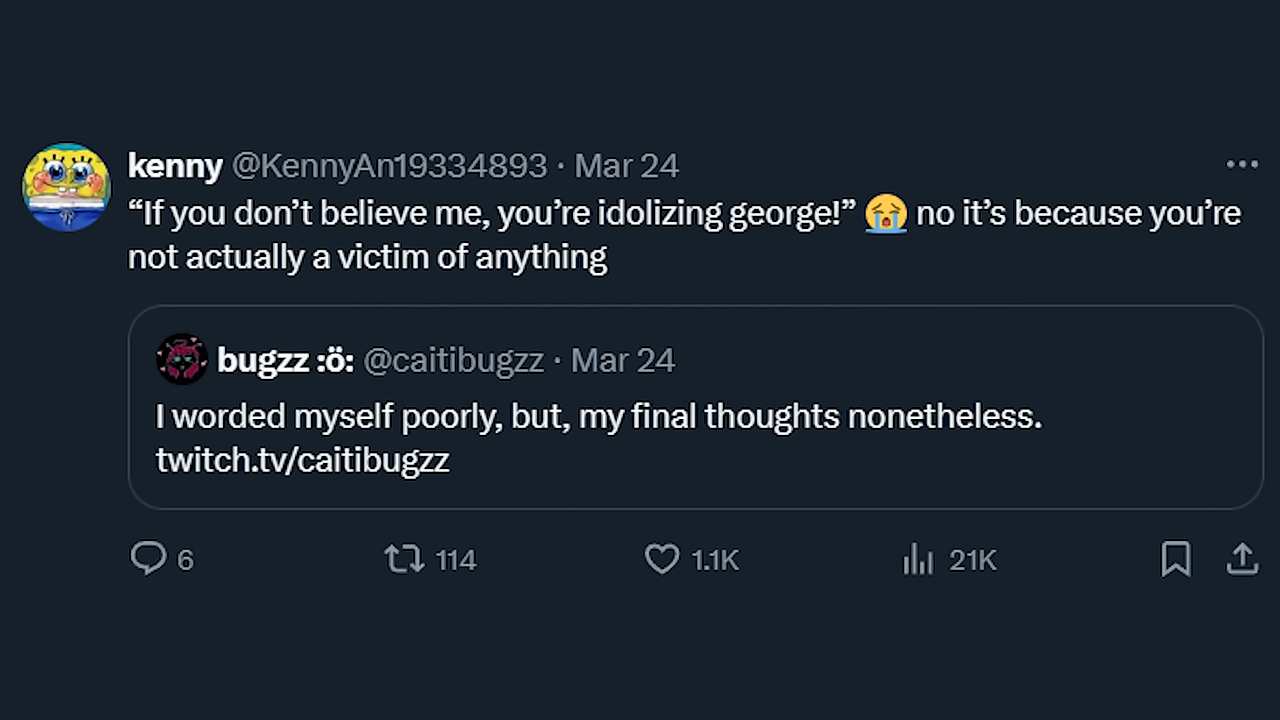 kenny @KennyAn19334893 · Mar 24
“If you don’t believe me, you’re idolizing george!” 😭 no it’s because you’re
not actually a victim of anything
bugzz :ö: @caitibugzz · Mar 24
I worded myself poorly, but, my final thoughts nonetheless.
twitch.tv/caitibugzz
6 114 1.1K 21K